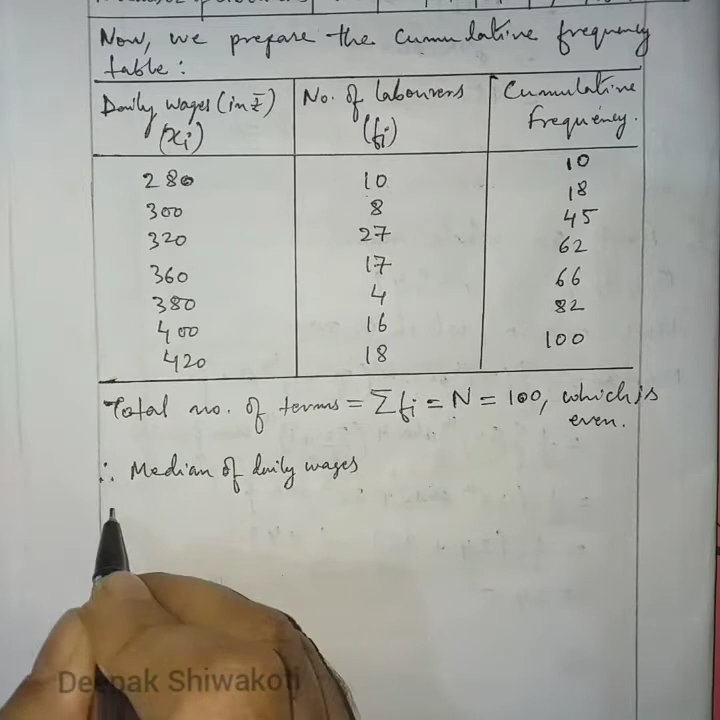 Now, we prepare the cumulative frequency
table:
Daily wages (in ₹) No. of labourers Cumulative
(xi) (fi) Frequency.
280 10 10
300 8 18
320 27 45
360 17 62
380 4 66
400 16 82
420 18 100
Total no. of terms = Σfi = N = 100, which is
even.
∴ Median of daily wages
Deepak Shiwakoti